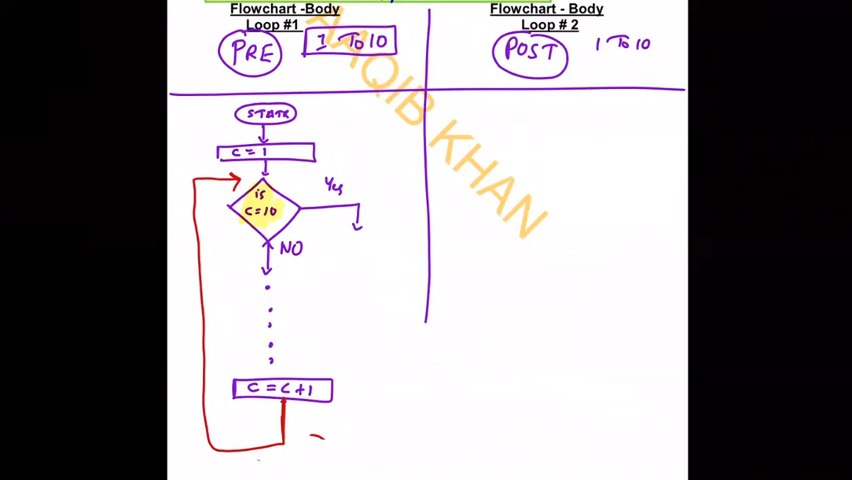 Flowchart -Body
Loop #1
PRE
1 To 10
START
C = 1
is
C=10
Yes
NO
C = C+1
Flowchart - Body
Loop # 2
POST
1 To 10
AAQIB KHAN